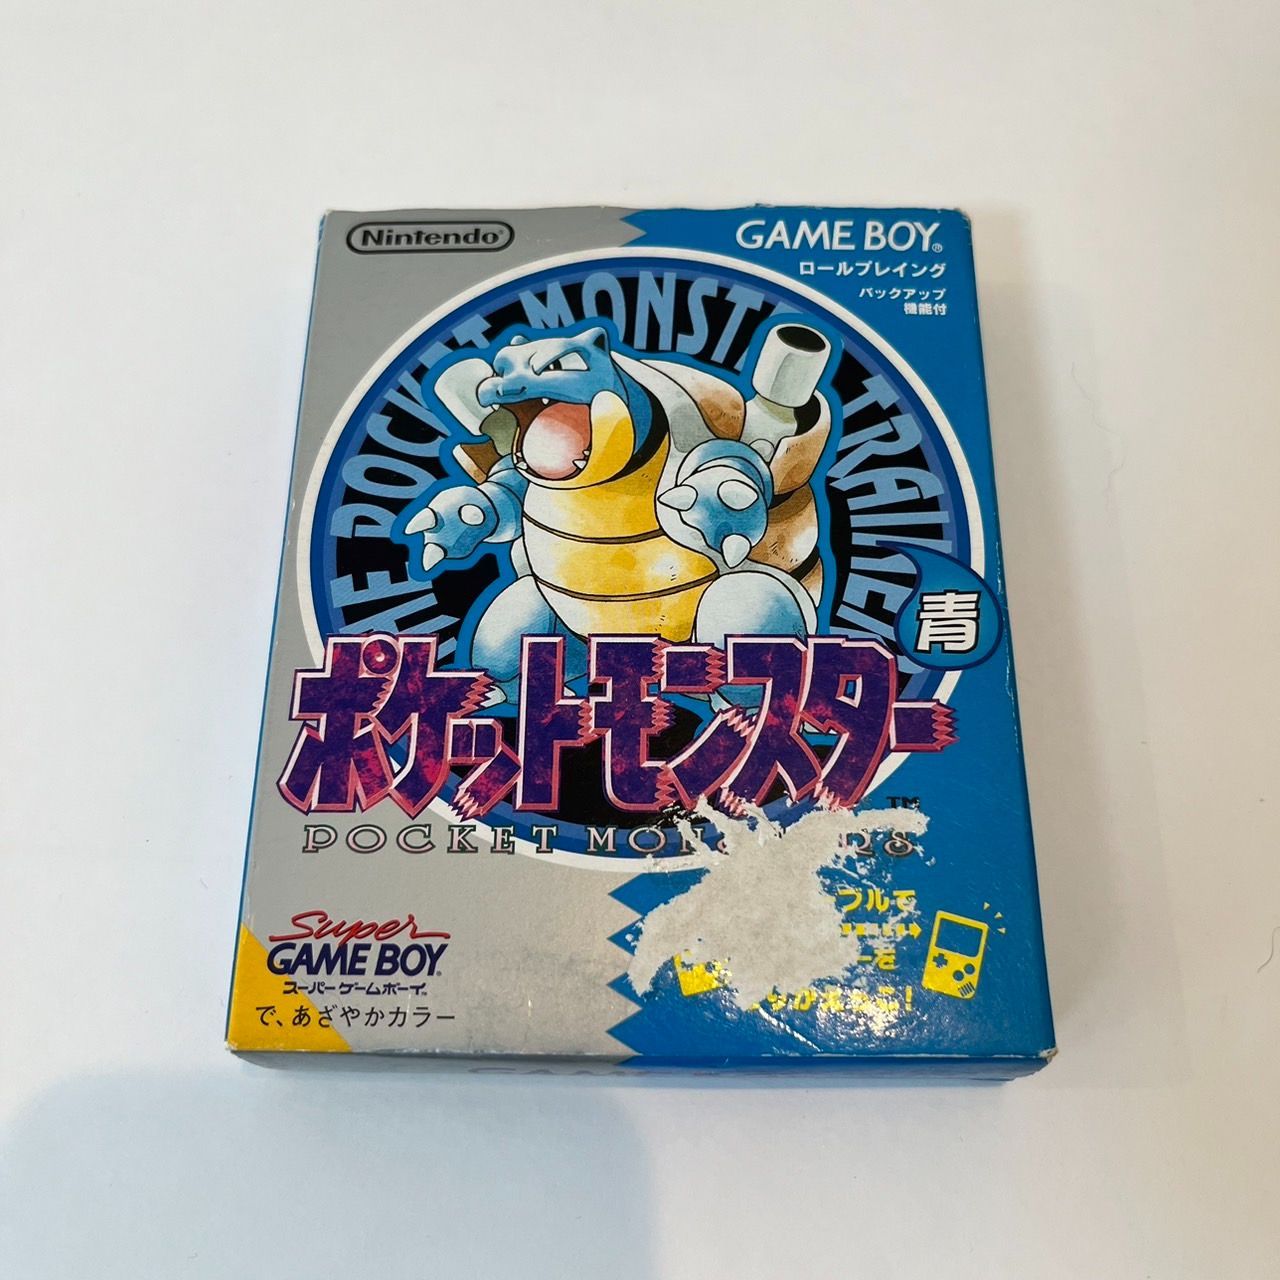 Nintendo
GAME BOY
ロールプレイング
バックアップ
機能付
POCKET MONST TRAINER
青
ポケットモンスター
TM
POCKET MON
ブルで
を
Super
GAME BOY
スーパーゲームボーイ
で、あざやかカラー